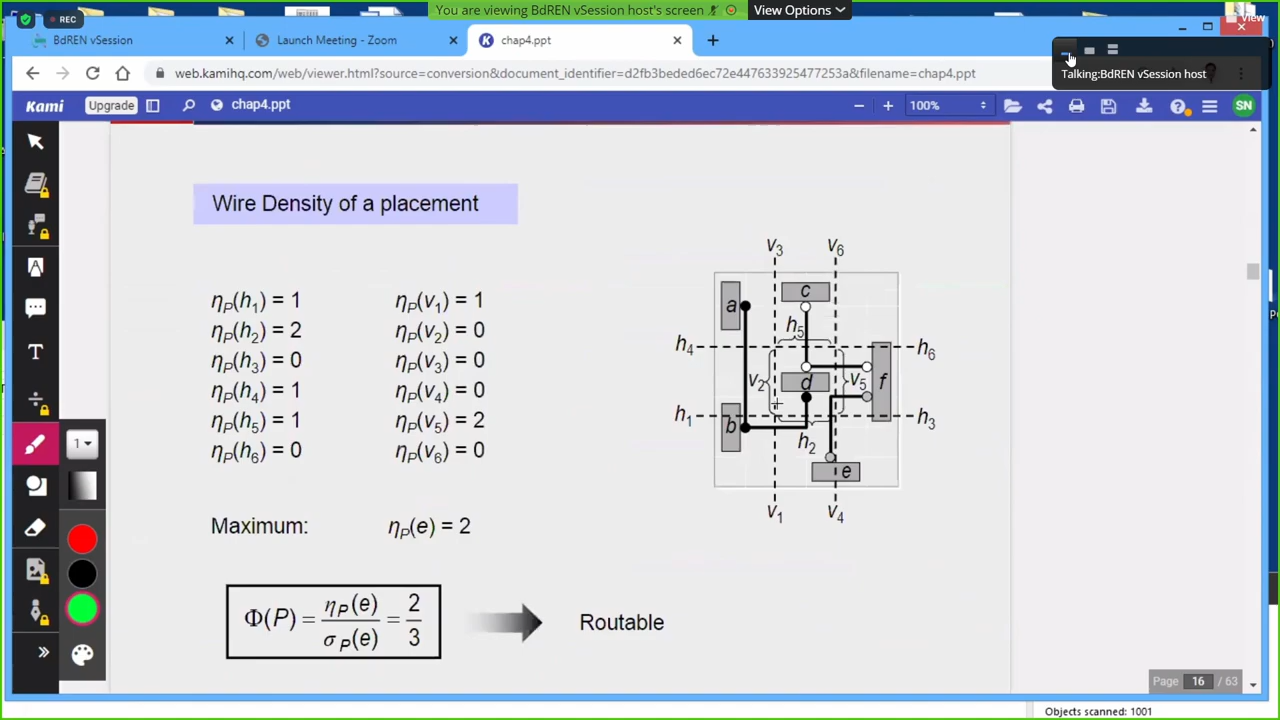 You are viewing BdREN vSession host's screen
View Options
View
REC
BdREN vSession
Launch Meeting - Zoom
chap4.ppt
web.kamihq.com/web/viewer.html?source=conversion&document_identifier=d2fb3beded6ec72e447633925477253a&filename=chap4.ppt
Talking:BdREN vSession host
Kami
Upgrade
chap4.ppt
100%
SN
Wire Density of a placement
ηP(h1) = 1 ηP(v1) = 1
ηP(h2) = 2 ηP(v2) = 0
ηP(h3) = 0 ηP(v3) = 0
ηP(h4) = 1 ηP(v4) = 0
ηP(h5) = 1 ηP(v5) = 2
ηP(h6) = 0 ηP(v6) = 0
Maximum: ηP(e) = 2
Φ(P) = ηP(e) / σP(e) = 2 / 3
Routable
v3 v6
a c
h5
h4 h6
v2 d v5 f
h1 h3
b h2
e
v1 v4
T
1
Page 16 / 63
Objects scanned: 1001